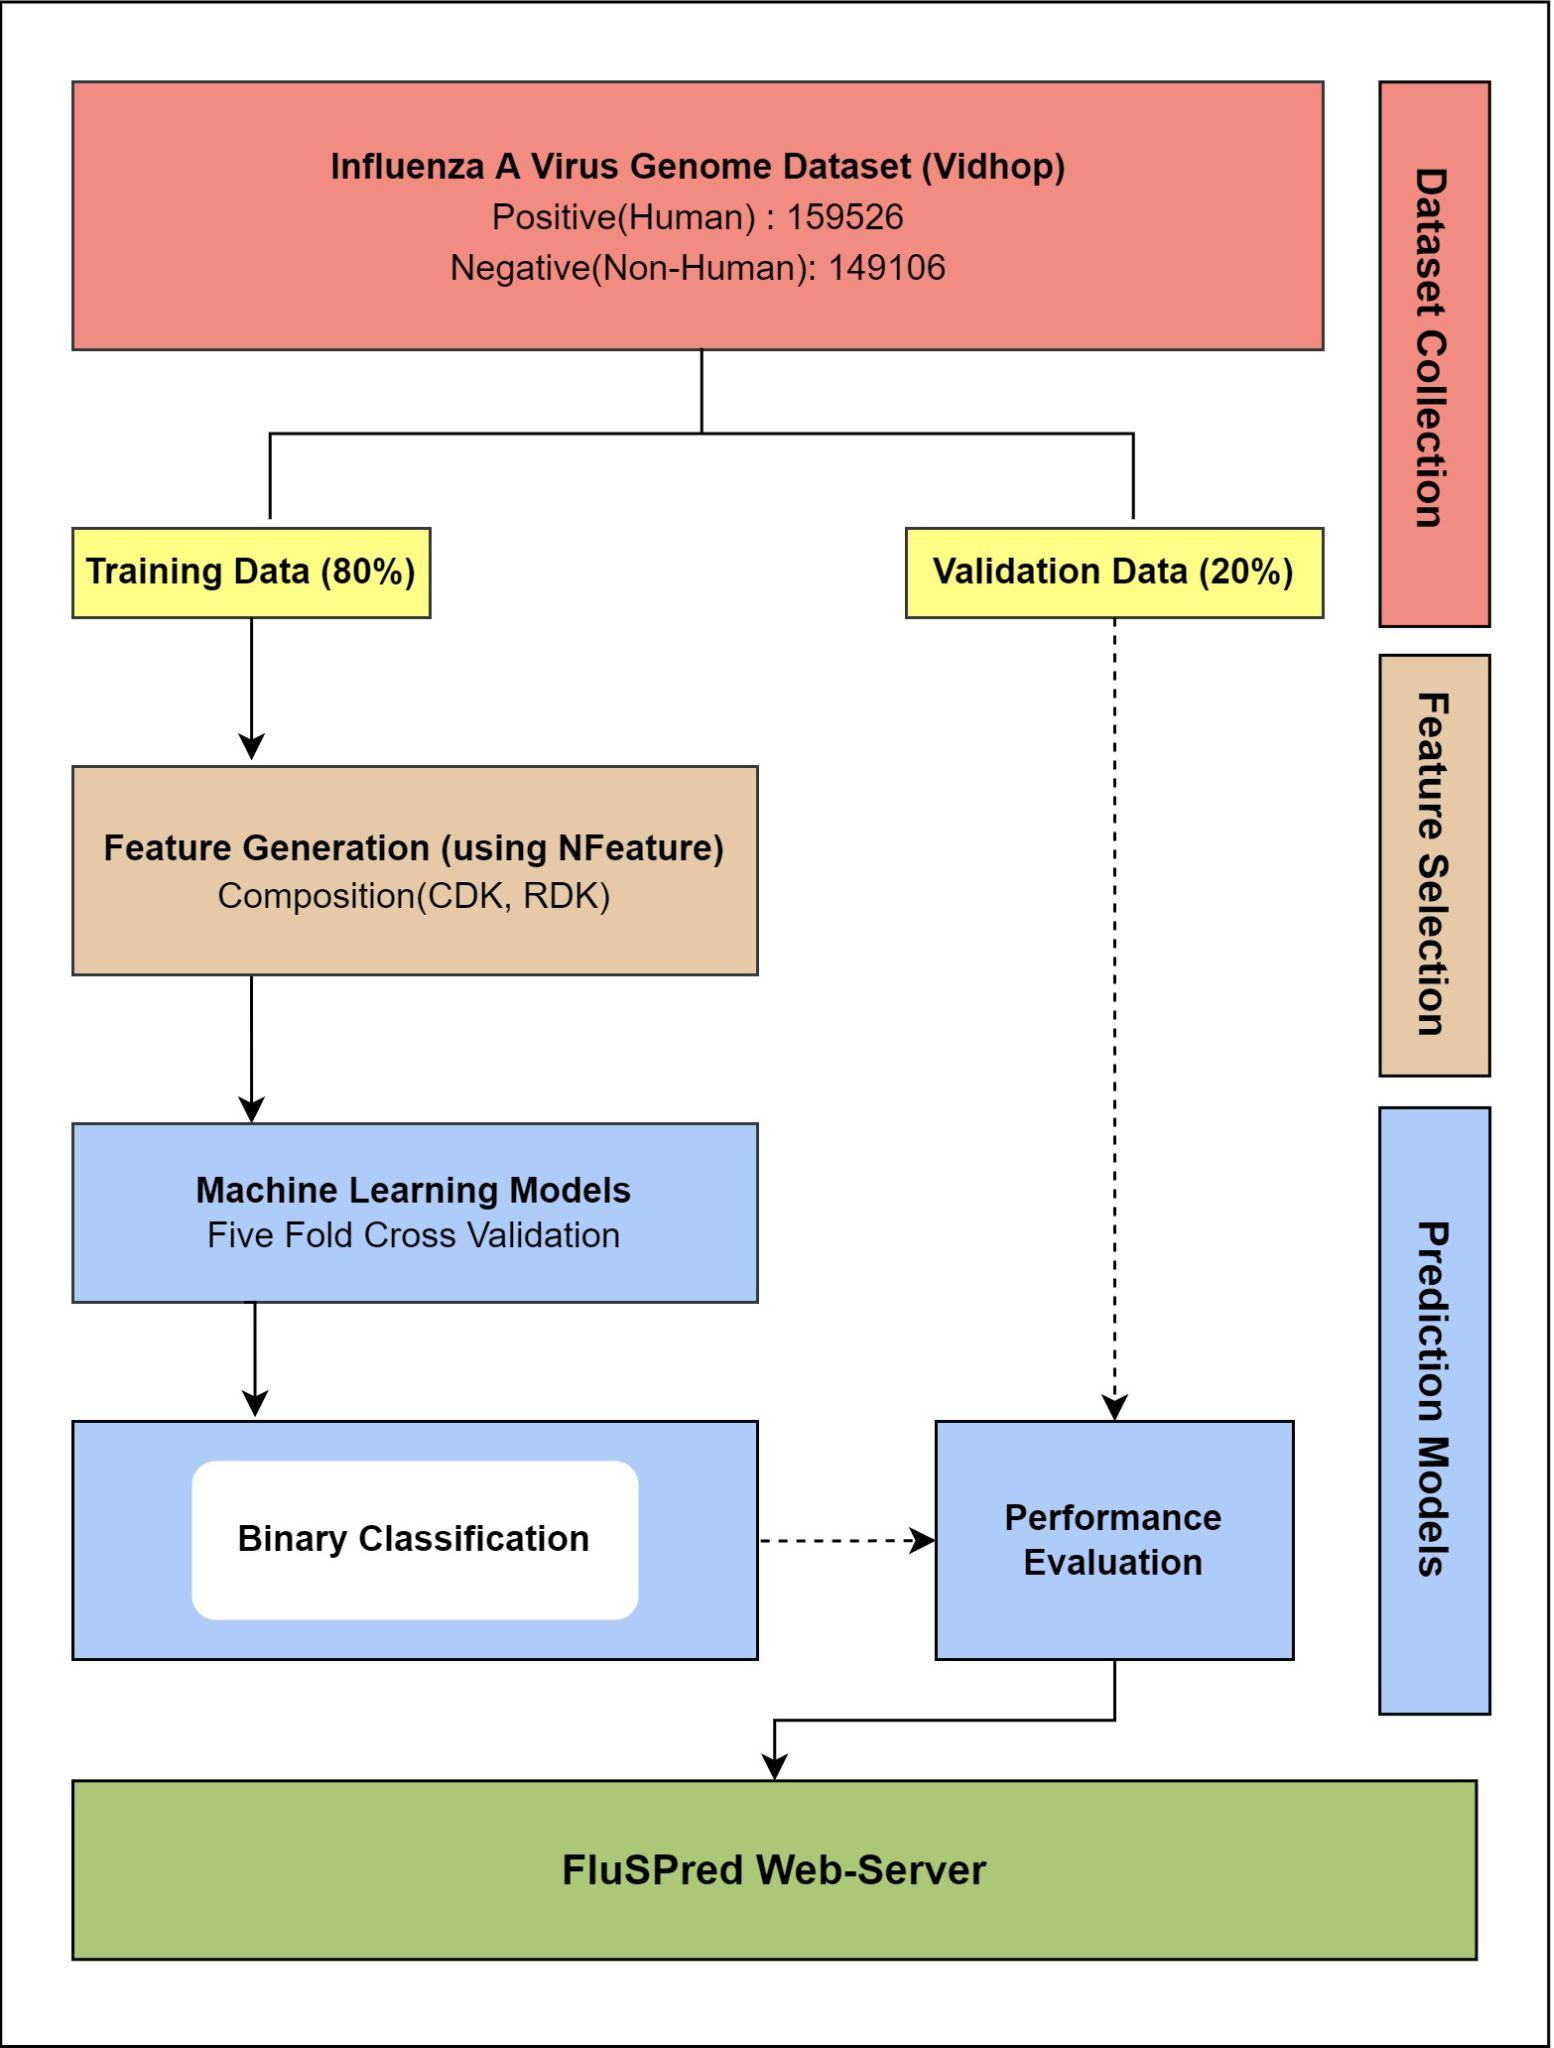 Influenza A Virus Genome Dataset (Vidhop)
Positive(Human) : 159526
Negative(Non-Human): 149106
Dataset Collection
Training Data (80%)
Validation Data (20%)
Feature Selection
Feature Generation (using NFeature)
Composition(CDK, RDK)
Machine Learning Models
Five Fold Cross Validation
Prediction Models
Binary Classification
Performance
Evaluation
FluSPred Web-Server